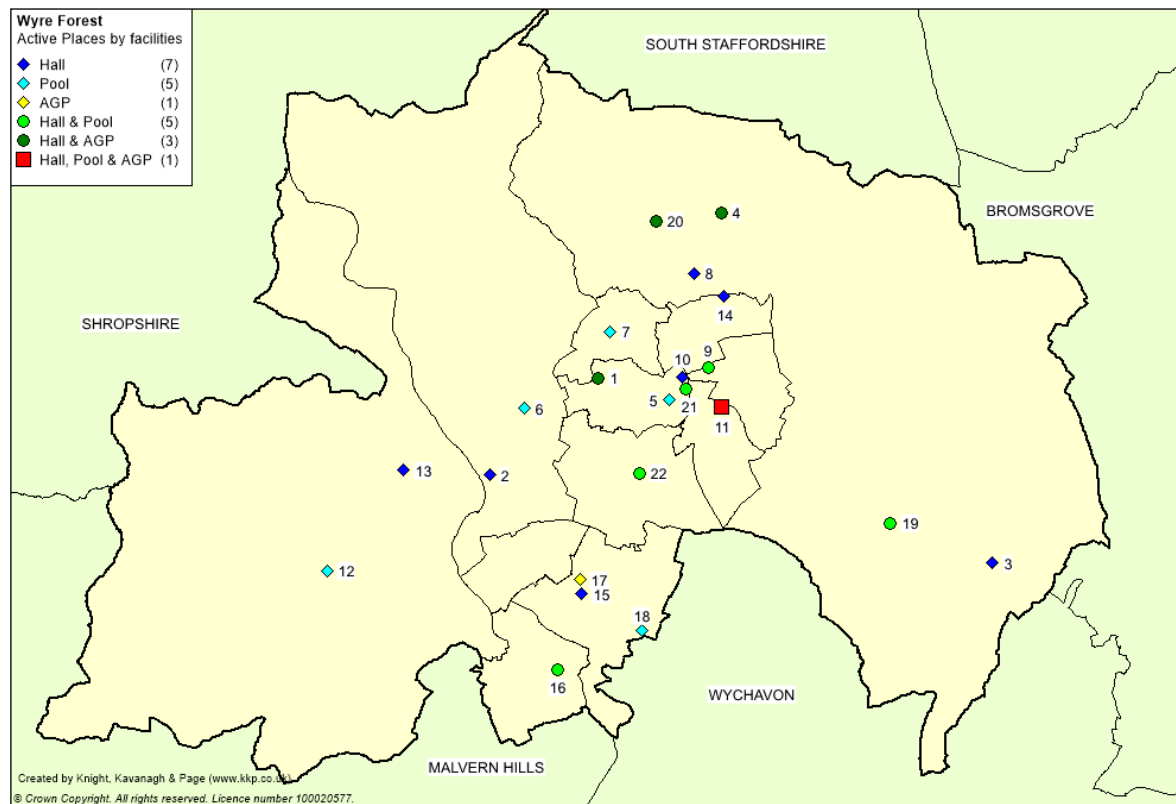 Wyre Forest
Active Places by facilities
Hall (7)
Pool (5)
AGP (1)
Hall & Pool (5)
Hall & AGP (3)
Hall, Pool & AGP (1)
SOUTH STAFFORDSHIRE
BROMSGROVE
4
20
8
14
SHROPSHIRE
7
9
10
1
5
6
21
11
13
2
22
19
3
12
17
15
18
16
WYCHAVON
MALVERN HILLS
Created by Knight, Kavanagh & Page (www.kkp.co.uk)
© Crown Copyright. All rights reserved. Licence number 100020577.